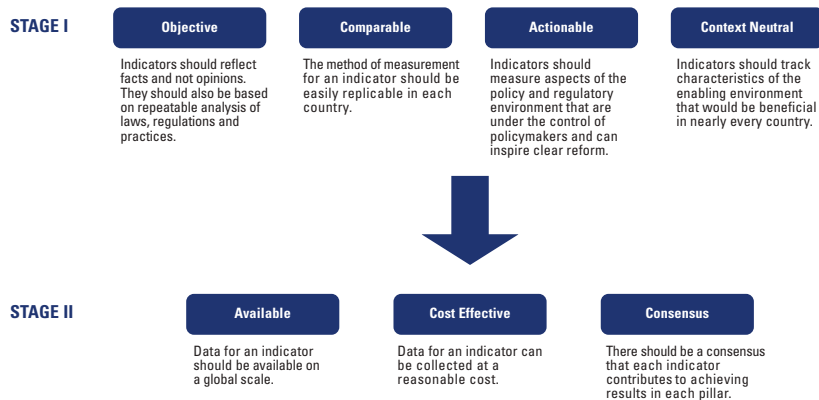 STAGE I
Objective
Comparable
Actionable
Context Neutral
Indicators should reflect
facts and not opinions.
They should also be based
on repeatable analysis of
laws, regulations and
practices.
The method of measurement
for an indicator should be
easily replicable in each
country.
Indicators should
measure aspects of the
policy and regulatory
environment that are
under the control of
policymakers and can
inspire clear reform.
Indicators should track
characteristics of the
enabling environment
that would be beneficial
in nearly every country.
STAGE II
Available
Cost Effective
Consensus
Data for an indicator
should be available on
a global scale.
Data for an indicator can
be collected at a
reasonable cost.
There should be a consensus
that each indicator
contributes to achieving
results in each pillar.